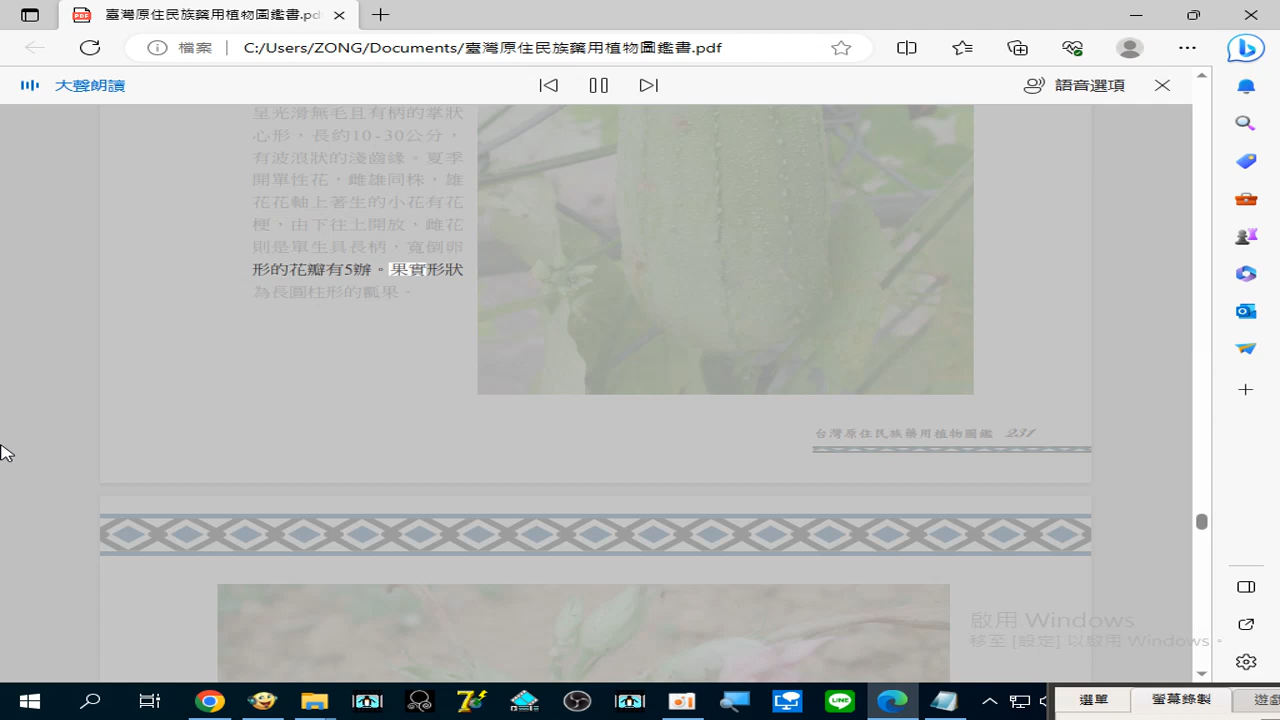 臺灣原住民族藥用植物圖鑑書.pd
檔案
C:/Users/ZONG/Documents/臺灣原住民族藥用植物圖鑑書.pdf
大聲朗讀
語音選項
呈光滑無毛且有柄的掌狀
心形，長約10-30公分，
有波浪狀的淺齒緣。夏季
開單性花，雌雄同株，雄
花花軸上著生的小花有花
梗，由下往上開放，雌花
則是單生具長柄，寬倒卵
形的花瓣有5辦。果實形狀
為長圓柱形的瓠果。
台灣原住民族藥用植物圖鑑 231
啟用 Windows
移至 [設定] 以啟用 Windows。
選單
螢幕錄製
遊戲